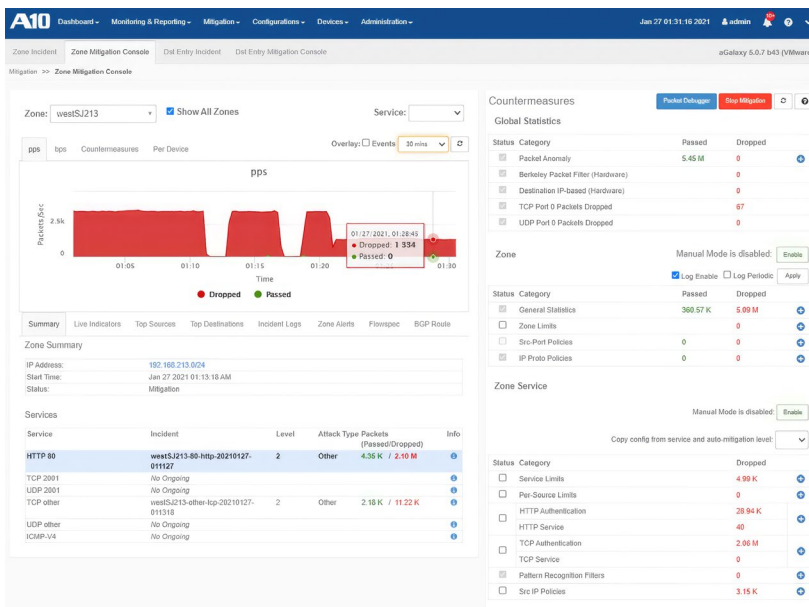 A10 Dashboard Monitoring & Reporting Mitigation Configurations Devices Administration Jan 27 01:31:16 2021 admin 10+
Zone Incident Zone Mitigation Console Dst Entry Incident Dst Entry Mitigation Console aGalaxy 5.0.7 b43 (VMware
Mitigation >> Zone Mitigation Console
Zone: westSJ213 Show All Zones Service:
pps bps Countermeasures Per Device Overlay: Events 30 mins
pps
Packets /Sec
2.5k
0
01:05 01:10 01:15 01:20 01:30
01/27/2021, 01:28:45
Dropped: 1 334
Passed: 0
Time
Dropped Passed
Summary Live Indicators Top Sources Top Destinations Incident Logs Zone Alerts Flowspec BGP Route
Zone Summary
IP Address: 192.168.213.0/24
Start Time: Jan 27 2021 01:13:18 AM
Status: Mitigation
Services
Service Incident Level Attack Type Packets Info
(Passed/Dropped)
HTTP 80 westSJ213-80-http-20210127- 2 Other 4.35 K / 2.10 M
011127
TCP 2001 No Ongoing
UDP 2001 No Ongoing
TCP other westSJ213-other-tcp-20210127- 2 Other 2.18 K / 11.22 K
011318
UDP other No Ongoing
ICMP-V4 No Ongoing
Countermeasures Packet Debugger Stop Mitigation
Global Statistics
Status Category Passed Dropped
Packet Anomaly 5.45 M 0
Berkeley Packet Filter (Hardware) 0
Destination IP-based (Hardware) 0
TCP Port 0 Packets Dropped 67
UDP Port 0 Packets Dropped 0
Zone Manual Mode is disabled: Enable
Log Enable Log Periodic Apply
Status Category Passed Dropped
General Statistics 360.57 K 5.09 M
Zone Limits 0
Src-Port Policies 0 0
IP Proto Policies 0 0
Zone Service
Manual Mode is disabled: Enable
Copy config from service and auto-mitigation level:
Status Category Dropped
Service Limits 4.99 K
Per-Source Limits 0
HTTP Authentication 28.94 K
HTTP Service 40
TCP Authentication 2.06 M
TCP Service 0
Pattern Recognition Filters 0
Src IP Policies 3.15 K